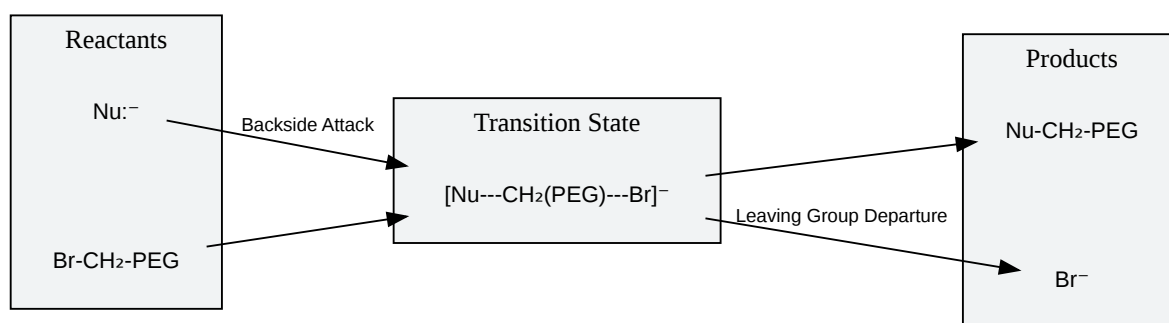 Reactants
Nu:⁻
Br-CH₂-PEG
Backside Attack
Transition State
[Nu---CH₂(PEG)---Br]⁻
Leaving Group Departure
Products
Nu-CH₂-PEG
Br⁻